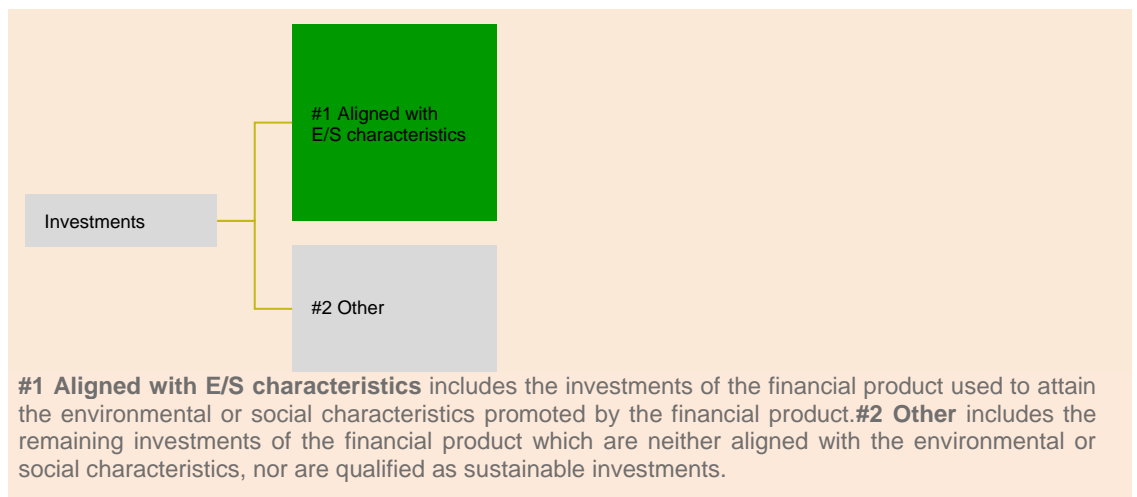 #1 Aligned with
E/S characteristics
Investments
#2 Other
#1 Aligned with E/S characteristics includes the investments of the financial product used to attain
the environmental or social characteristics promoted by the financial product.#2 Other includes the
remaining investments of the financial product which are neither aligned with the environmental or
social characteristics, nor are qualified as sustainable investments.